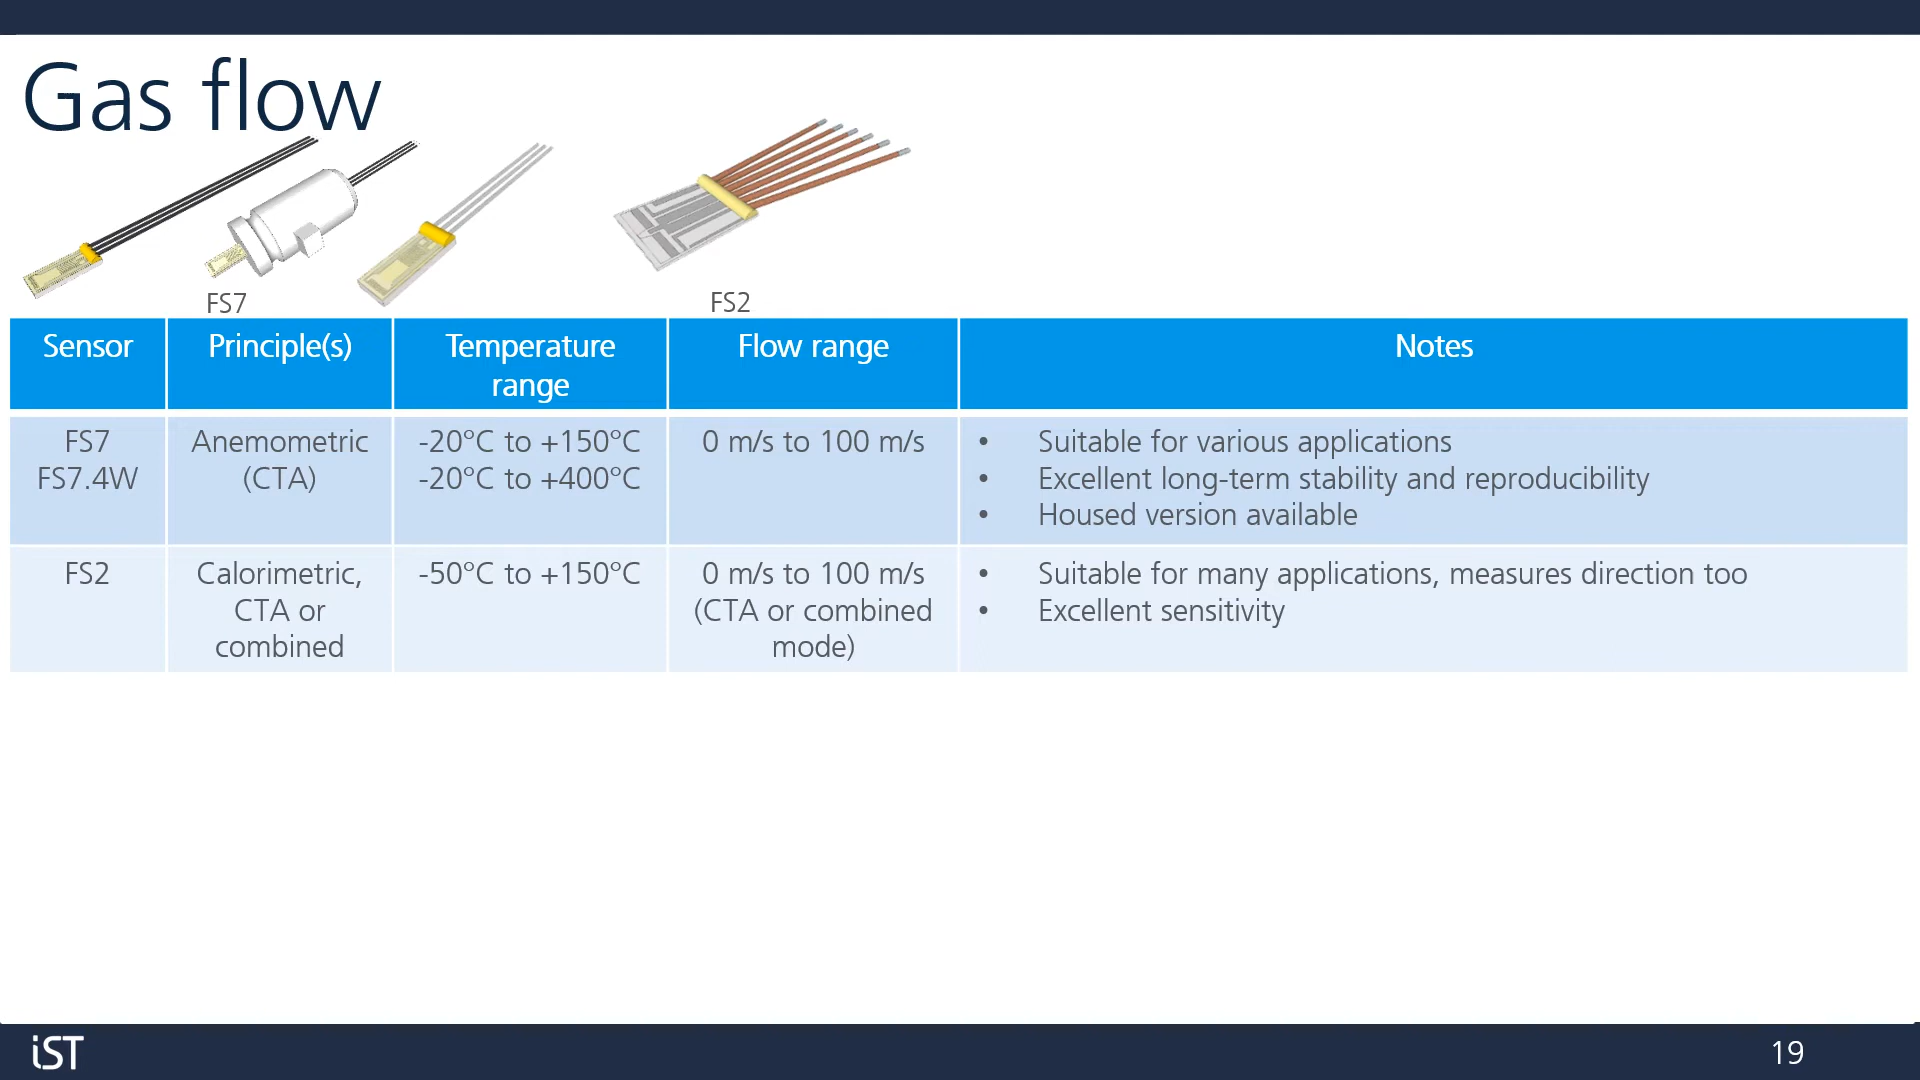 Gas flow
FS7
FS2
Sensor
Principle(s)
Temperature
range
Flow range
Notes
FS7
FS7.4W
Anemometric
(CTA)
-20°C to +150°C
-20°C to +400°C
0 m/s to 100 m/s
• Suitable for various applications
• Excellent long-term stability and reproducibility
• Housed version available
FS2
Calorimetric,
CTA or
combined
-50°C to +150°C
0 m/s to 100 m/s
(CTA or combined
mode)
• Suitable for many applications, measures direction too
• Excellent sensitivity
iST
19